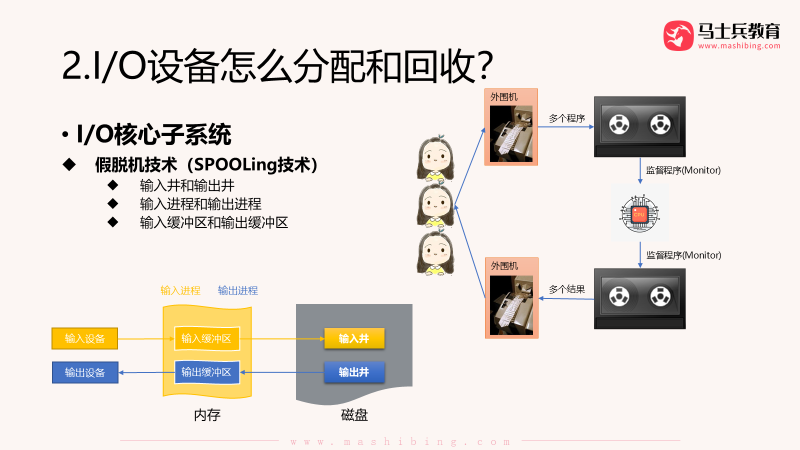 马士兵教育
www.mashibing.com
2.I/O设备怎么分配和回收?
• I/O核心子系统
◆ 假脱机技术（SPOOLing技术）
◆ 输入井和输出井
◆ 输入进程和输出进程
◆ 输入缓冲区和输出缓冲区
外围机
多个程序
监督程序(Monitor)
CPU
监督程序(Monitor)
外围机
多个结果
输入进程 输出进程
输入设备 输入缓冲区 输入井
输出设备 输出缓冲区 输出井
内存 磁盘
www.mashibing.com